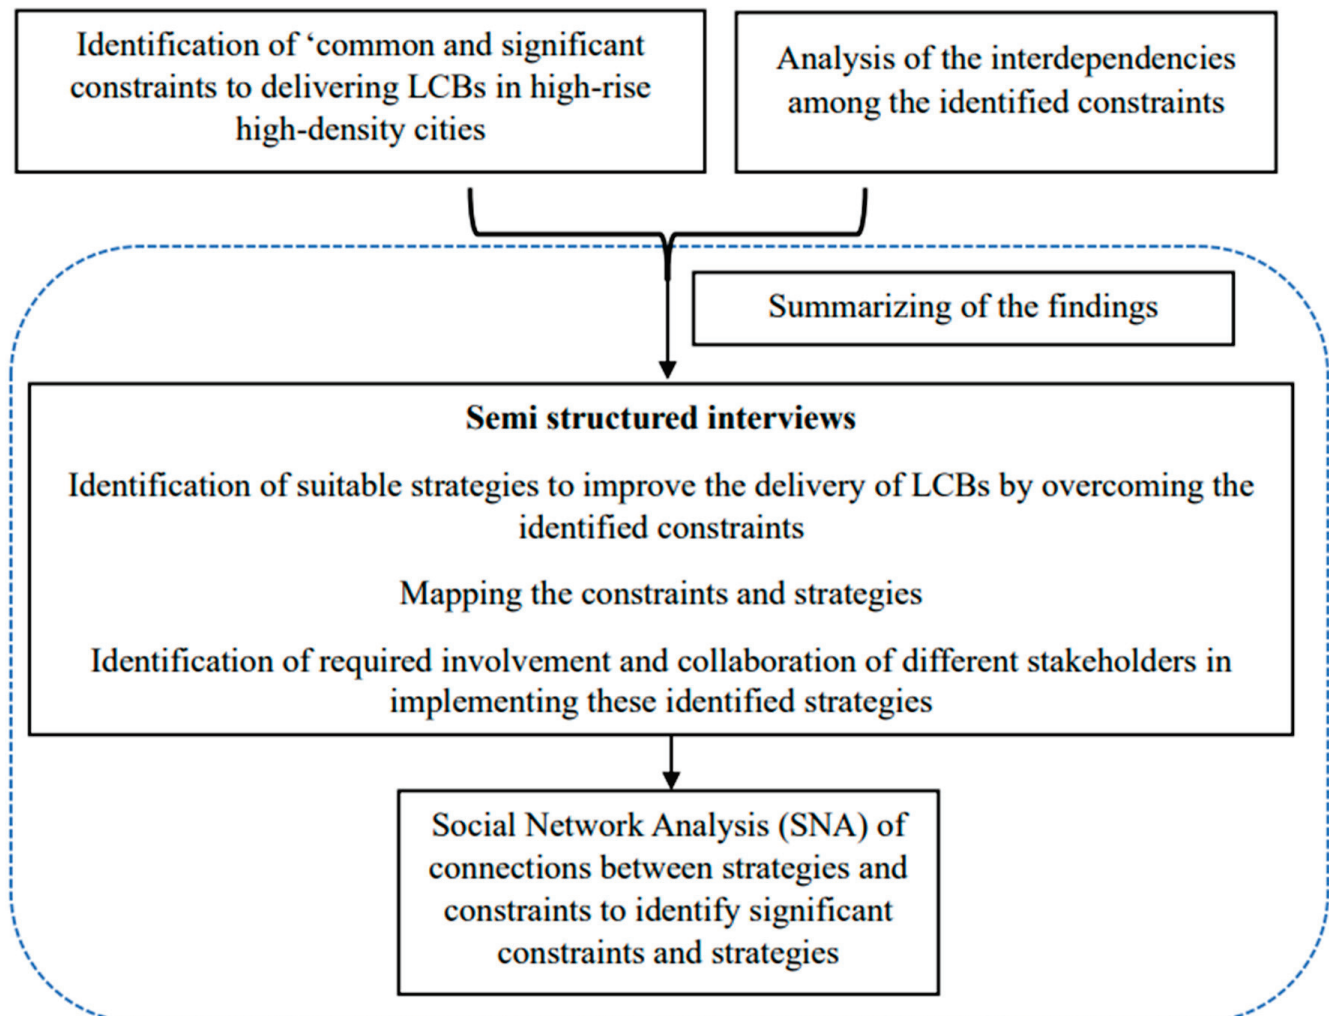 Identification of ‘common and significant
constraints to delivering LCBs in high-rise
high-density cities
Analysis of the interdependencies
among the identified constraints
Summarizing of the findings
Semi structured interviews
Identification of suitable strategies to improve the delivery of LCBs by overcoming the
identified constraints
Mapping the constraints and strategies
Identification of required involvement and collaboration of different stakeholders in
implementing these identified strategies
Social Network Analysis (SNA) of
connections between strategies and
constraints to identify significant
constraints and strategies